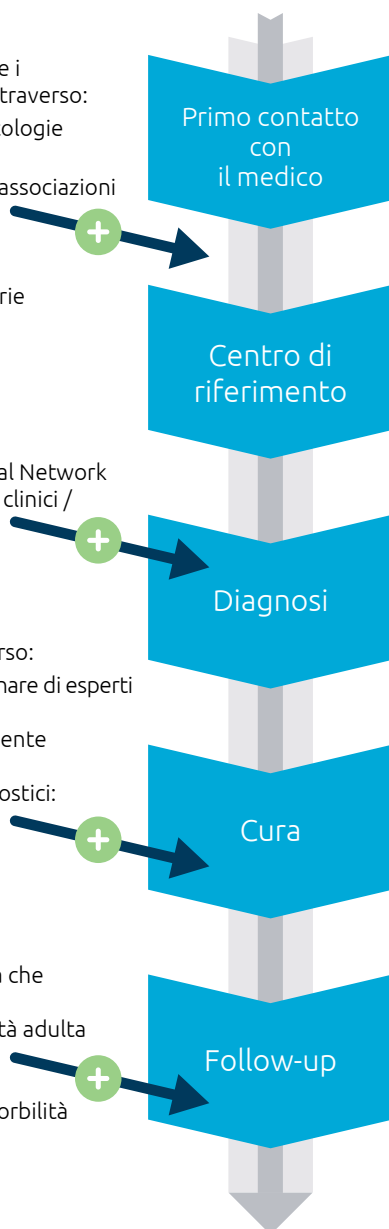 e i
traverso:
tologie
associazioni
rie
al Network
clinici /
rso:
nare di esperti
ente
ostici:
a che
tà adulta
orbilità
Primo contatto
con
il medico
Centro di
riferimento
Diagnosi
Cura
Follow-up